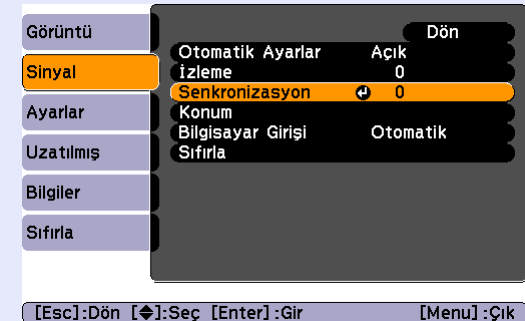 Görüntü
Sinyal
Ayarlar
Uzatılmış
Bilgiler
Sıfırla
Dön
Otomatik Ayarlar Açık
İzleme 0
Senkronizasyon 0
Konum
Bilgisayar Girişi Otomatik
Sıfırla
[Esc]:Dön [◆]:Seç [Enter]:Gir [Menu]:Çık